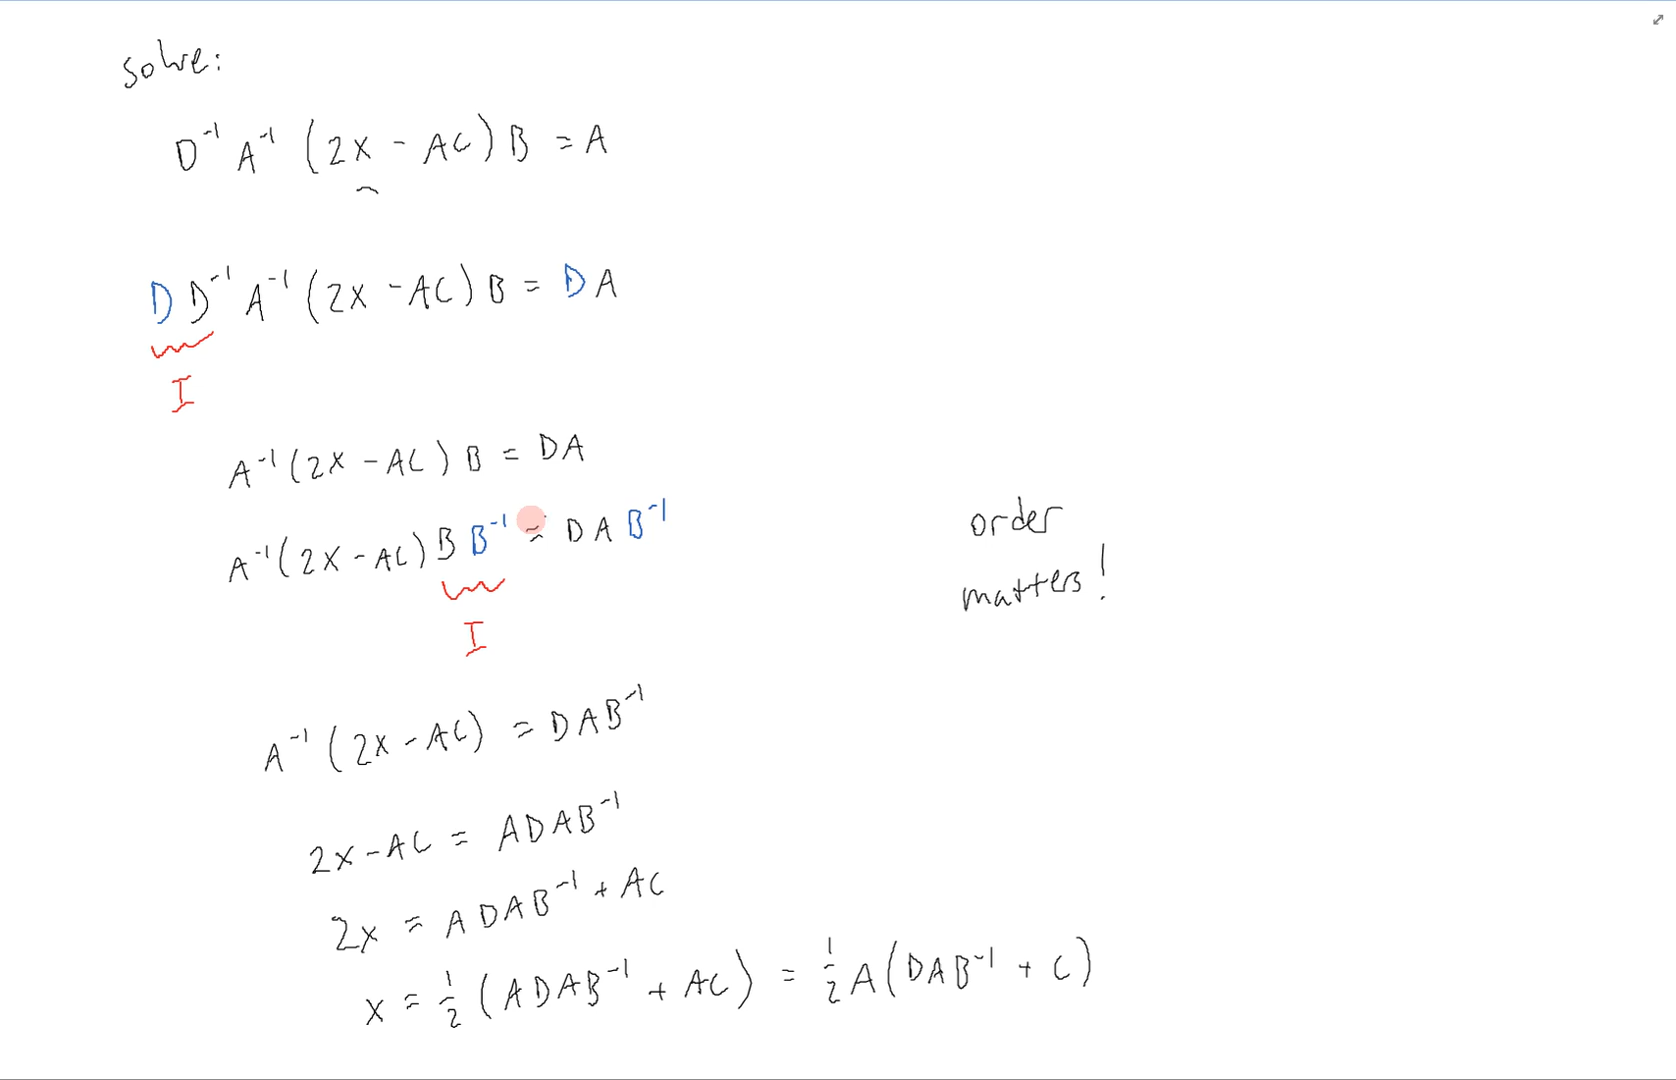 solve:
D⁻¹ A⁻¹ (2x - AC) B = A
D D⁻¹ A⁻¹ (2x - AC) B = D A
I
A⁻¹ (2x - AC) B = DA
A⁻¹ (2x - AC) B B⁻¹ = D A B⁻¹
I
order
matters!
A⁻¹ (2x - AC) = DAB⁻¹
2x - AC = ADAB⁻¹
2x = ADAB⁻¹ + AC
x = ½ (ADAB⁻¹ + AC) = ½ A (DAB⁻¹ + C)